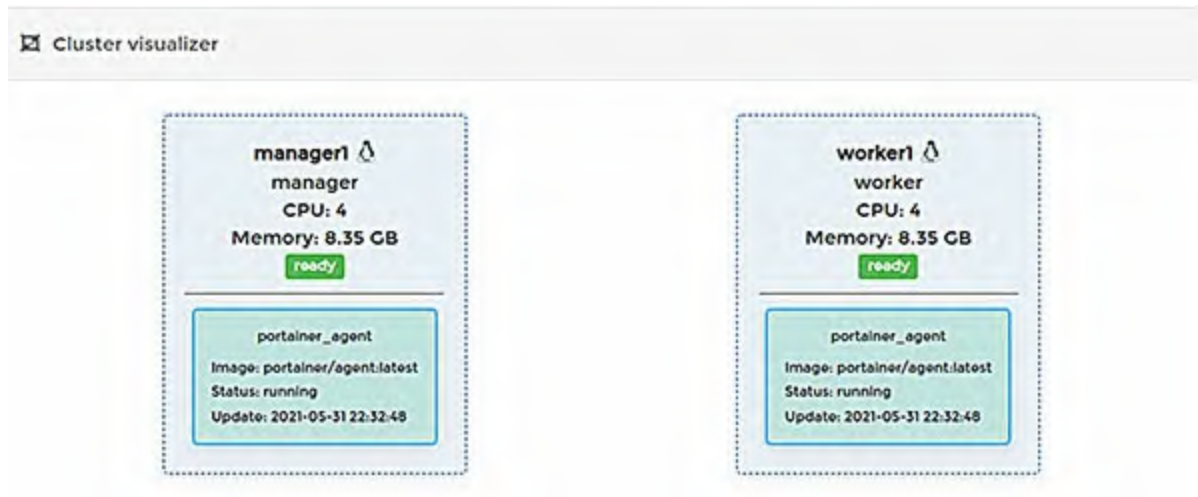 Cluster visualizer
manager1
manager
CPU: 4
Memory: 8.35 GB
ready
portainer_agent
Image: portainer/agent:latest
Status: running
Update: 2021-05-31 22:32:48
worker1
worker
CPU: 4
Memory: 8.35 GB
ready
portainer_agent
Image: portainer/agent:latest
Status: running
Update: 2021-05-31 22:32:48